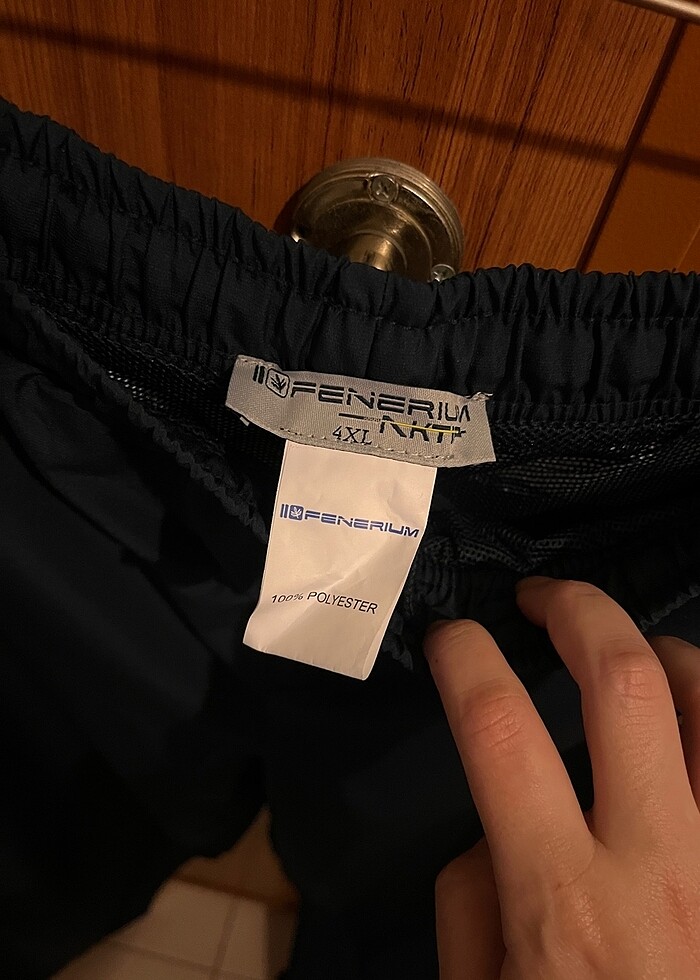 FENERIUM
4XL
FENERIUM
100% POLYESTER